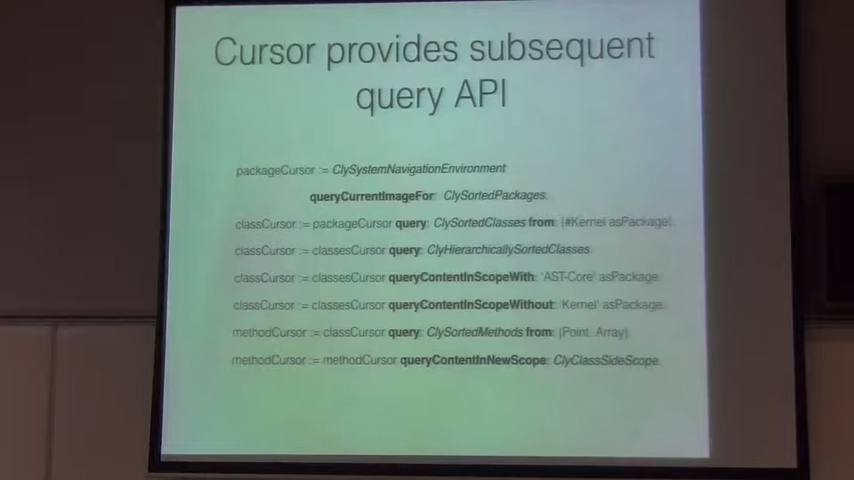 Cursor provides subsequent
query API
packageCursor := ClySystemNavigationEnvironment
queryCurrentImageFor: ClySortedPackages.
classCursor := packageCursor query: ClySortedClasses from: {#Kernel asPackage}.
classCursor := classesCursor query: ClyHierarchicallySortedClasses.
classCursor := classesCursor queryContentInScopeWith: 'AST-Core' asPackage.
classCursor := classesCursor queryContentInScopeWithout: 'Kernel' asPackage.
methodCursor := classCursor query: ClySortedMethods from: {Point. Array}.
methodCursor := methodCursor queryContentInNewScope: ClyClassSideScope.